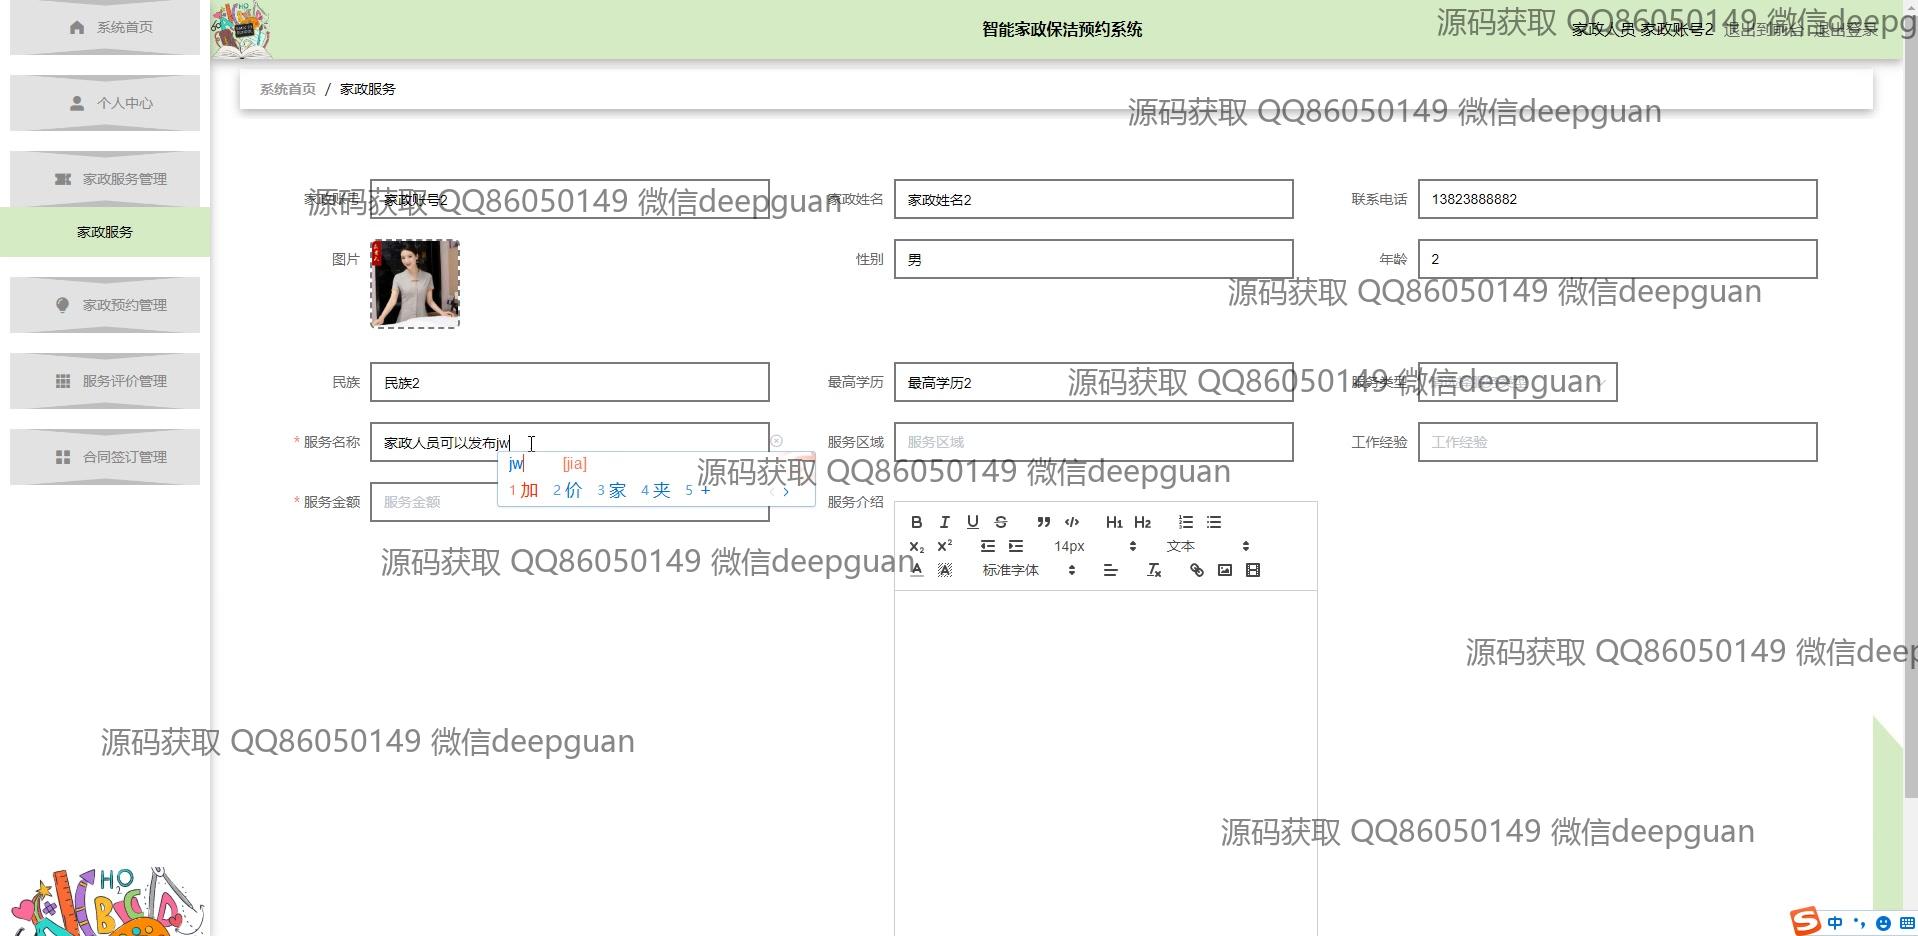 系统首页
个人中心
家政服务管理
家政服务
家政预约管理
服务评价管理
合同签订管理
智能家政保洁预约系统
家政人员 家政账号2 退出到前台 退出登录
源码获取 QQ86050149 微信deepg
系统首页 / 家政服务
源码获取 QQ86050149 微信deepguan
家政账号 家政账号2
家政姓名 家政姓名2
联系电话 13823888882
源码获取 QQ86050149 微信deepguan
图片
性别 男
年龄 2
源码获取 QQ86050149 微信deepguan
民族 民族2
最高学历 最高学历2
服务类型
源码获取 QQ86050149 微信deepguan
* 服务名称 家政人员可以发布jw
服务区域 服务区域
工作经验 工作经验
jw [jia]
1 加 2 价 3 家 4 夹 5 +
源码获取 QQ86050149 微信deepguan
* 服务金额 服务金额
服务介绍
B I U S H1 H2
X2 X2 14px 文本
A A 标准字体
源码获取 QQ86050149 微信deepguan
源码获取 QQ86050149 微信deep
源码获取 QQ86050149 微信deepguan
源码获取 QQ86050149 微信deepguan
中